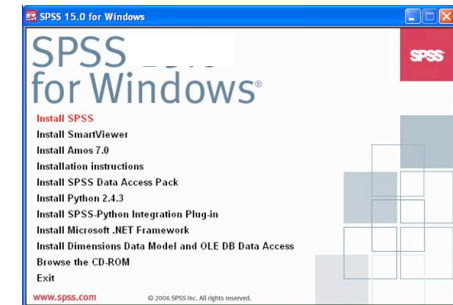 SPSS 15.0 for Windows
SPSS
SPSS
for Windows®
Install SPSS
Install SmartViewer
Install Amos 7.0
Installation instructions
Install SPSS Data Access Pack
Install Python 2.4.3
Install SPSS-Python Integration Plug-in
Install Microsoft .NET Framework
Install Dimensions Data Model and OLE DB Data Access
Browse the CD-ROM
Exit
www.spss.com
© 2006 SPSS Inc. All rights reserved.